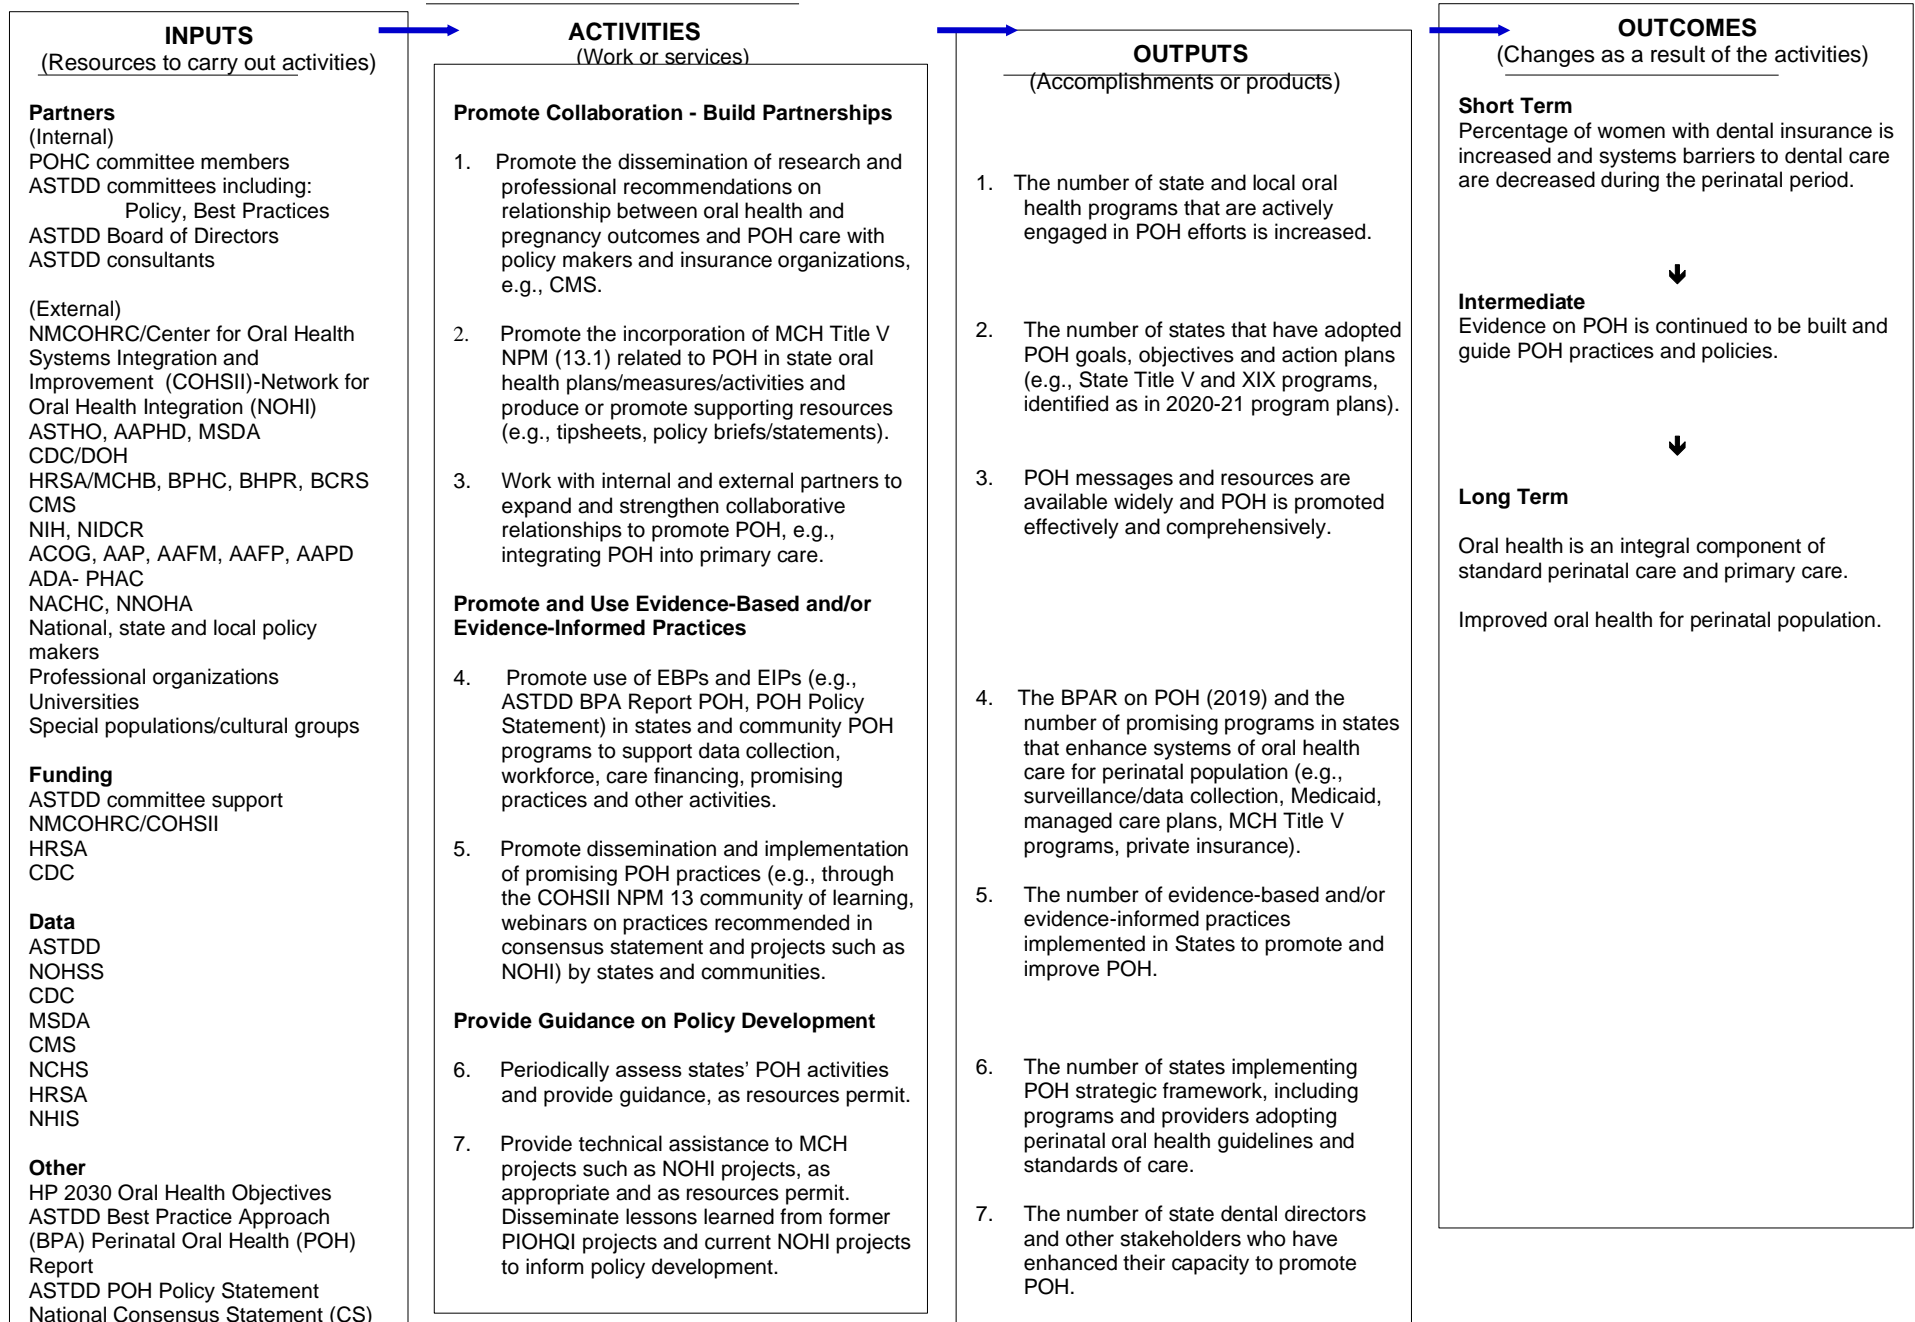 INPUTS
(Resources to carry out activities)
Partners
(Internal)
POHC committee members
ASTDD committees including:
Policy, Best Practices
ASTDD Board of Directors
ASTDD consultants
(External)
NMCOHRC/Center for Oral Health
Systems Integration and
Improvement (COHSII)-Network for
Oral Health Integration (NOHI)
ASTHO, AAPHD, MSDA
CDC/DOH
HRSA/MCHB, BPHC, BHPR, BCRS
CMS
NIH, NIDCR
ACOG, AAP, AAFM, AAFP, AAPD
ADA- PHAC
NACHC, NNOHA
National, state and local policy
makers
Professional organizations
Universities
Special populations/cultural groups
Funding
ASTDD committee support
NMCOHRC/COHSII
HRSA
CDC
Data
ASTDD
NOHSS
CDC
MSDA
CMS
NCHS
HRSA
NHIS
Other
HP 2030 Oral Health Objectives
ASTDD Best Practice Approach
(BPA) Perinatal Oral Health (POH)
Report
ASTDD POH Policy Statement
National Consensus Statement (CS)
ACTIVITIES
(Work or services)
Promote Collaboration - Build Partnerships
1. Promote the dissemination of research and
professional recommendations on
relationship between oral health and
pregnancy outcomes and POH care with
policy makers and insurance organizations,
e.g., CMS.
2. Promote the incorporation of MCH Title V
NPM (13.1) related to POH in state oral
health plans/measures/activities and
produce or promote supporting resources
(e.g., tipsheets, policy briefs/statements).
3. Work with internal and external partners to
expand and strengthen collaborative
relationships to promote POH, e.g.,
integrating POH into primary care.
Promote and Use Evidence-Based and/or
Evidence-Informed Practices
4. Promote use of EBPs and EIPs (e.g.,
ASTDD BPA Report POH, POH Policy
Statement) in states and community POH
programs to support data collection,
workforce, care financing, promising
practices and other activities.
5. Promote dissemination and implementation
of promising POH practices (e.g., through
the COHSII NPM 13 community of learning,
webinars on practices recommended in
consensus statement and projects such as
NOHI) by states and communities.
Provide Guidance on Policy Development
6. Periodically assess states' POH activities
and provide guidance, as resources permit.
7. Provide technical assistance to MCH
projects such as NOHI projects, as
appropriate and as resources permit.
Disseminate lessons learned from former
PIOHQI projects and current NOHI projects
to inform policy development.
OUTPUTS
(Accomplishments or products)
1. The number of state and local oral
health programs that are actively
engaged in POH efforts is increased.
2. The number of states that have adopted
POH goals, objectives and action plans
(e.g., State Title V and XIX programs,
identified as in 2020-21 program plans).
3. POH messages and resources are
available widely and POH is promoted
effectively and comprehensively.
4. The BPAR on POH (2019) and the
number of promising programs in states
that enhance systems of oral health
care for perinatal population (e.g.,
surveillance/data collection, Medicaid,
managed care plans, MCH Title V
programs, private insurance).
5. The number of evidence-based and/or
evidence-informed practices
implemented in States to promote and
improve POH.
6. The number of states implementing
POH strategic framework, including
programs and providers adopting
perinatal oral health guidelines and
standards of care.
7. The number of state dental directors
and other stakeholders who have
enhanced their capacity to promote
POH.
OUTCOMES
(Changes as a result of the activities)
Short Term
Percentage of women with dental insurance is
increased and systems barriers to dental care
are decreased during the perinatal period.
Intermediate
Evidence on POH is continued to be built and
guide POH practices and policies.
Long Term
Oral health is an integral component of
standard perinatal care and primary care.
Improved oral health for perinatal population.